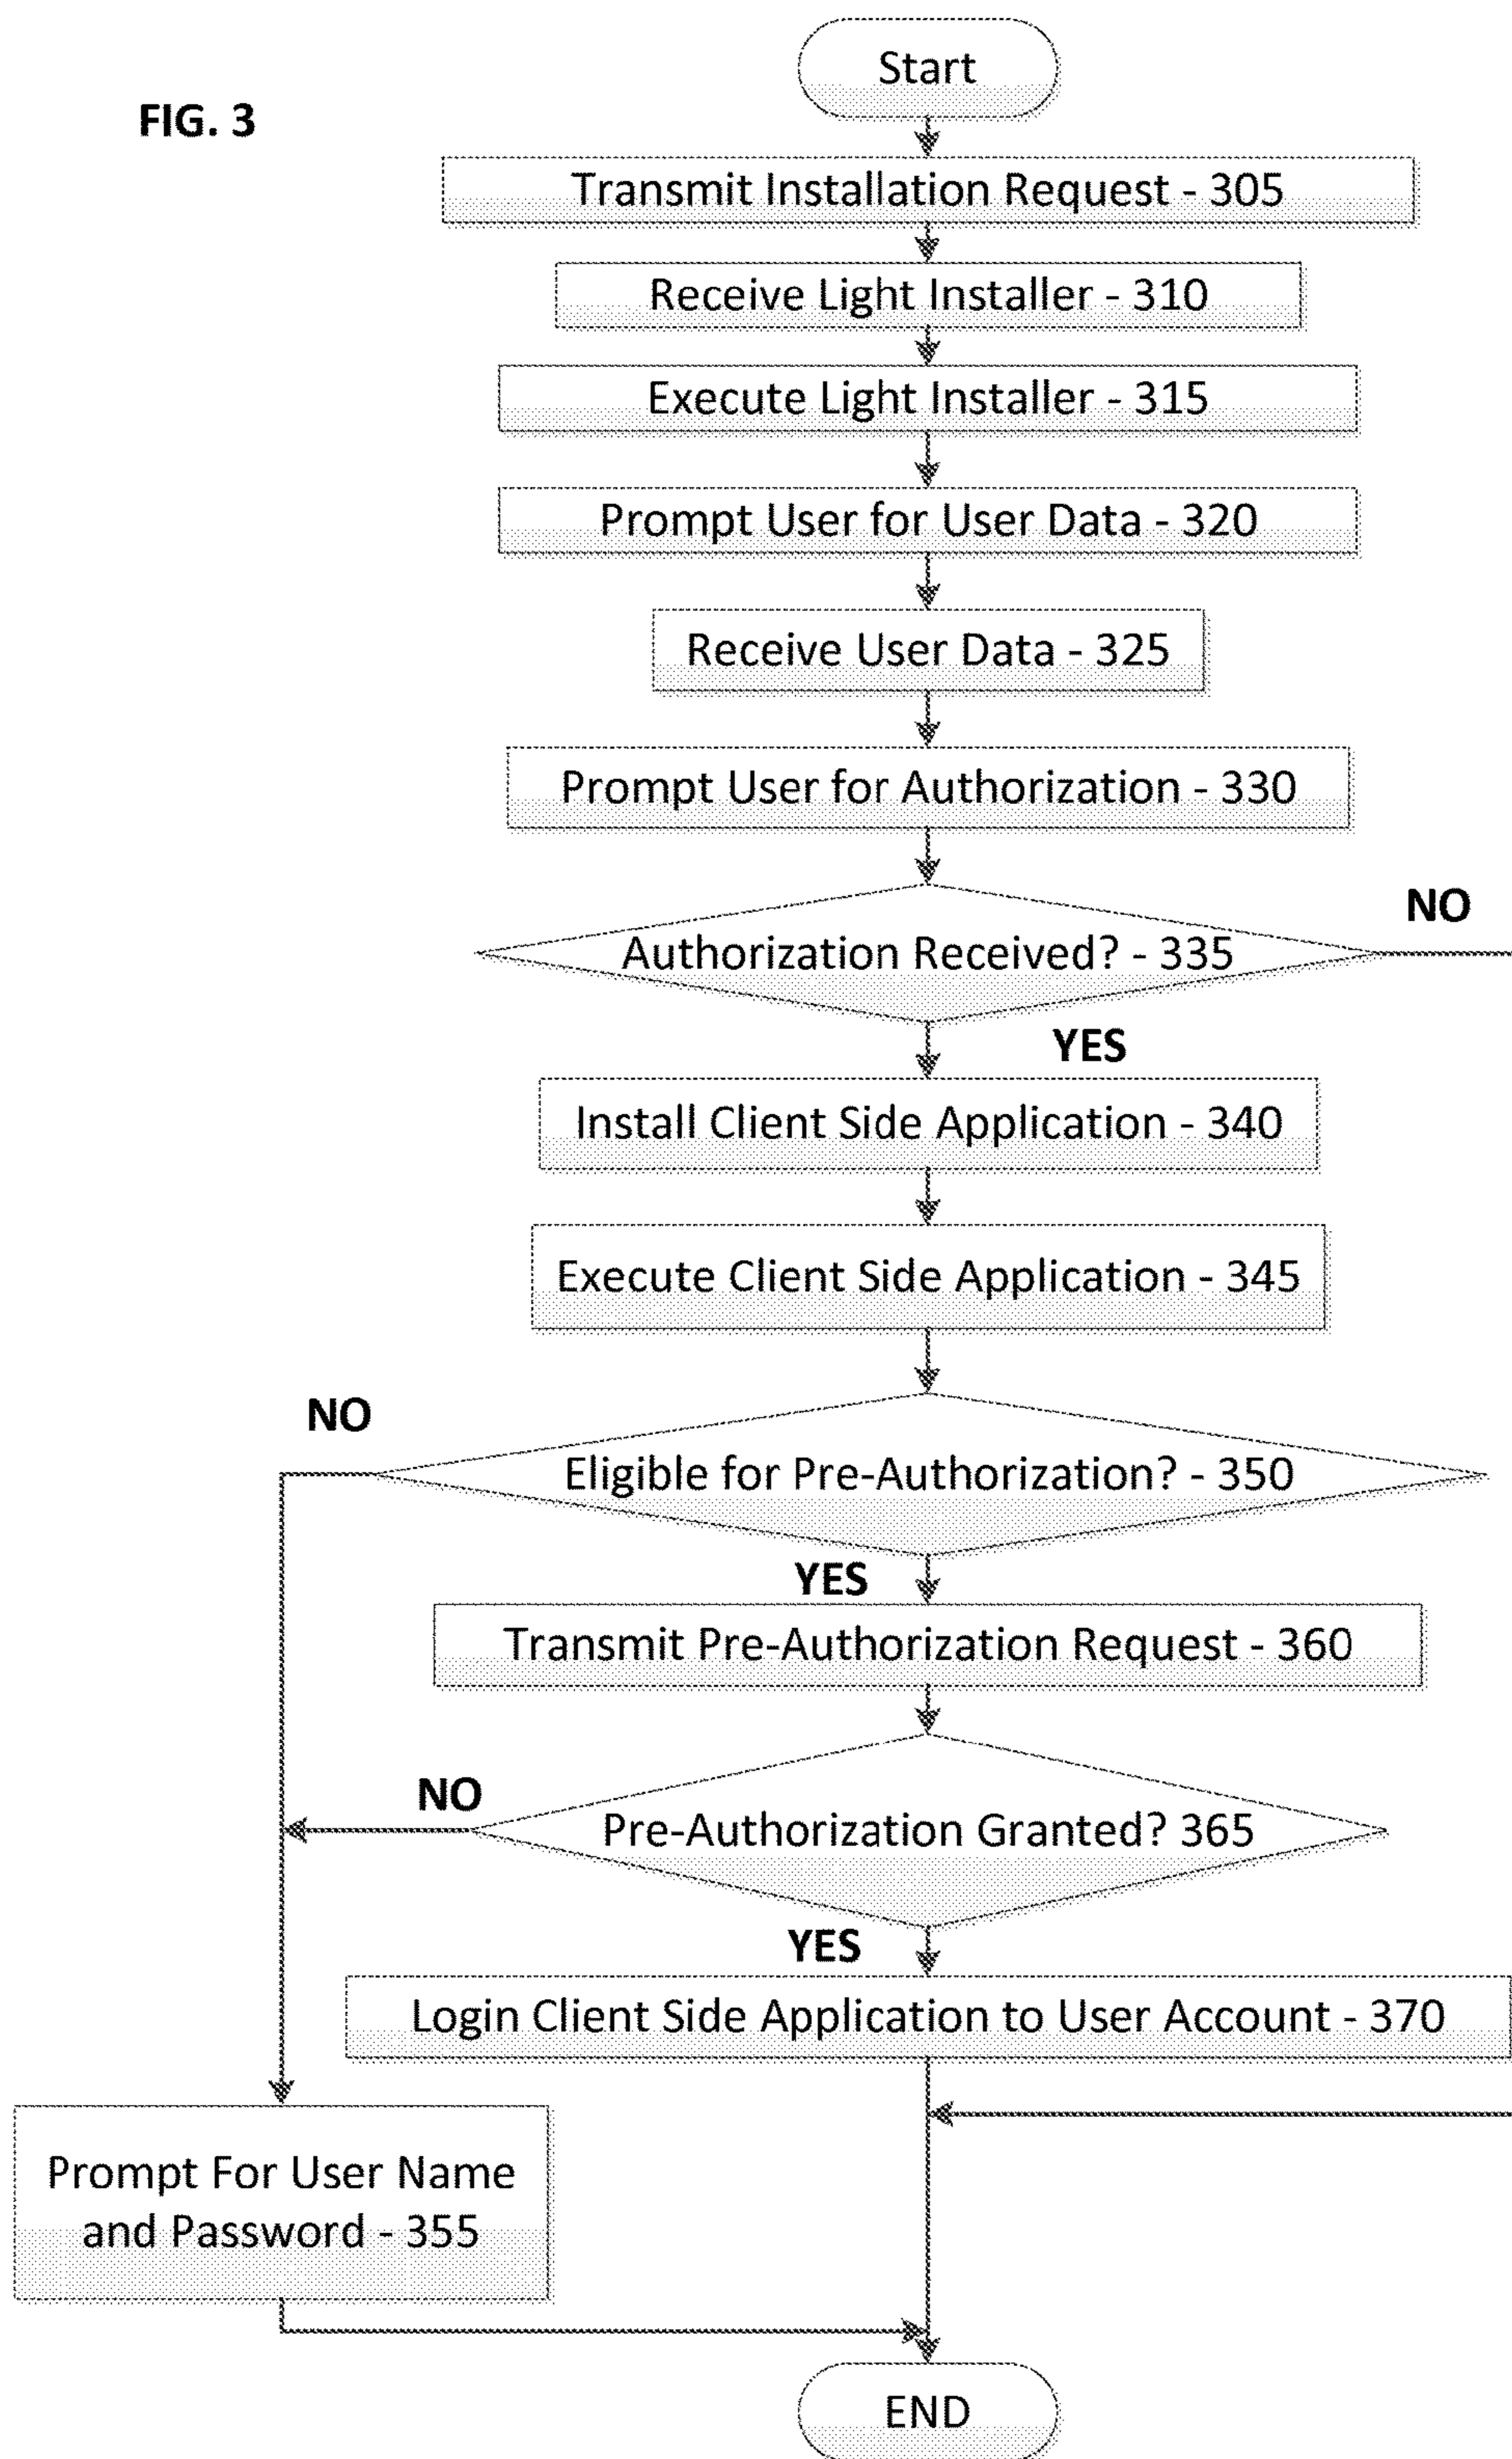 Start
FIG. 3
Transmit Installation Request - 305
Receive Light Installer - 310
Execute Light Installer - 315
Prompt User for User Data - 320
Receive User Data - 325
Prompt User for Authorization - 330
NO
Authorization Received? - 335
YES
Install Client Side Application - 340
Execute Client Side Application - 345
NO
Eligible for Pre-Authorization? - 350
YES
Transmit Pre-Authorization Request - 360
NO
Pre-Authorization Granted? 365
YES
Login Client Side Application to User Account - 370
Prompt For User Name
and Password - 355
END